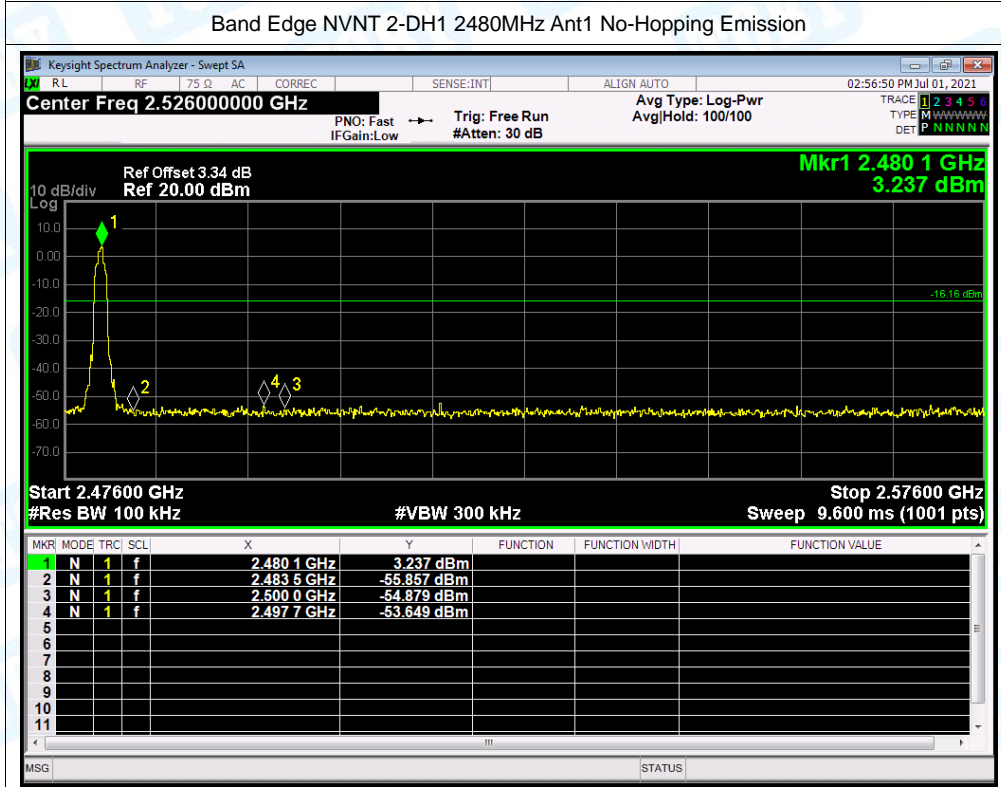 Band Edge NVNT 2-DH1 2480MHz Ant1 No-Hopping Emission
Keysight Spectrum Analyzer - Swept SA
LXI RL RF 75 Ω AC CORREC SENSE:INT ALIGN AUTO 02:56:50 PM Jul 01, 2021
Center Freq 2.526000000 GHz Avg Type: Log-Pwr TRACE 1 2 3 4 5 6
PNO: Fast Trig: Free Run Avg|Hold: 100/100 TYPE M WWWWW
IFGain:Low #Atten: 30 dB DET P N N N N N
Ref Offset 3.34 dB Mkr1 2.480 1 GHz
10 dB/div Ref 20.00 dBm 3.237 dBm
Log
10.0 1
0.00
-10.0
-16.16 dBm
-20.0
-30.0
-40.0
2 4 3
-50.0
-60.0
-70.0
Start 2.47600 GHz Stop 2.57600 GHz
#Res BW 100 kHz #VBW 300 kHz Sweep 9.600 ms (1001 pts)
MKR MODE TRC SCL X Y FUNCTION FUNCTION WIDTH FUNCTION VALUE
1 N 1 f 2.480 1 GHz 3.237 dBm
2 N 1 f 2.483 5 GHz -55.857 dBm
3 N 1 f 2.500 0 GHz -54.879 dBm
4 N 1 f 2.497 7 GHz -53.649 dBm
5
6
7
8
9
10
11
MSG STATUS